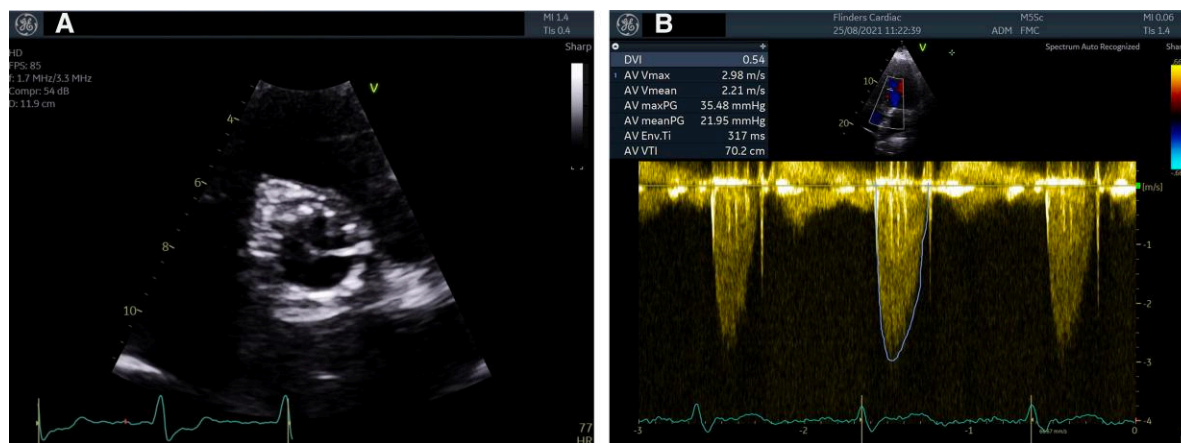 A
MI 1.4
TIs 0.4
HD
FPS: 85
f: 1.7 MHz/3.3 MHz
Compr: 54 dB
D: 11.9 cm
Sharp
V
4
6
8
10
77
HR
B
Flinders Cardiac
25/08/2021 11:22:39
ADM
M5Sc
FMC
MI 0.06
TIs 1.4
Spectrum Auto Recognized
DVI 0.54
1 AV Vmax 2.98 m/s
AV Vmean 2.21 m/s
AV maxPG 35.48 mmHg
AV meanPG 21.95 mmHg
AV Env.Ti 317 ms
AV VTI 70.2 cm
V
10
20
[m/s]
-1
-2
-3
-4
-3
-2
-1
0